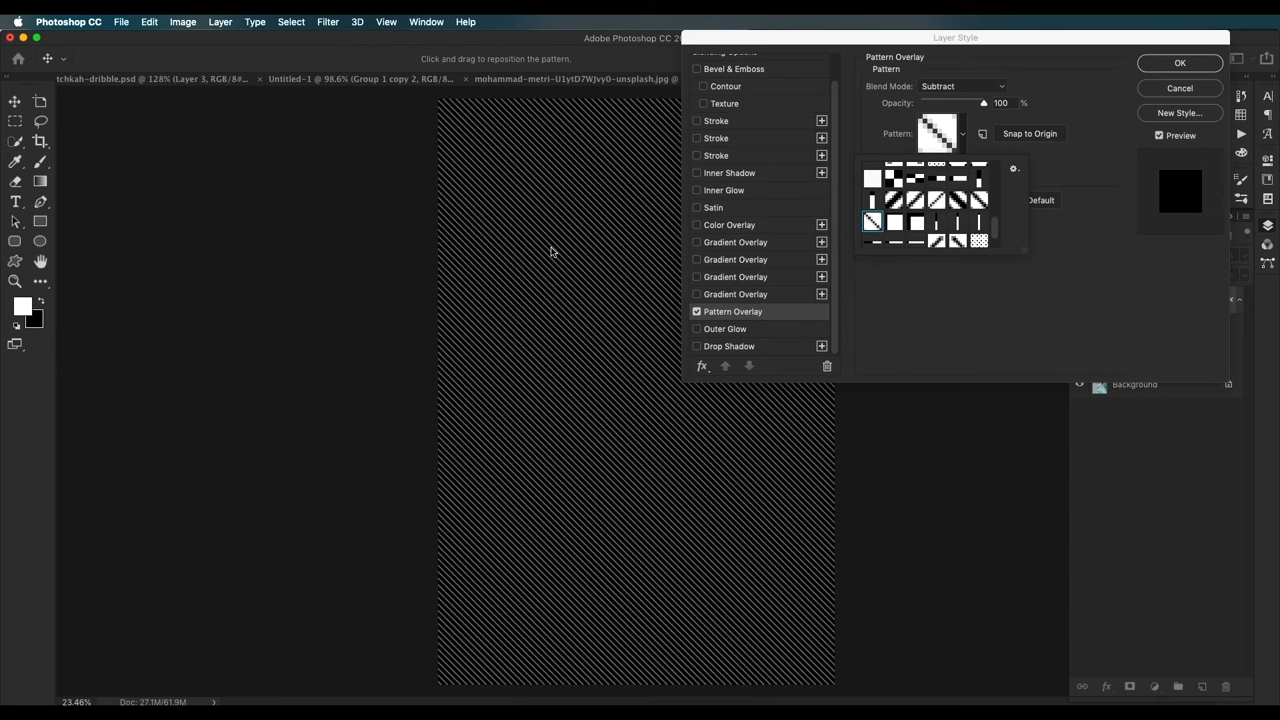 Photoshop CC File Edit Image Layer Type Select Filter 3D View Window Help
Adobe Photoshop CC 20
Layer Style
Click and drag to reposition the pattern.
tchkah-dribble.psd @ 128% (Layer 3, RGB/8#... × Untitled-1 @ 98.6% (Group 1 copy 2, RGB/8... × mohammad-metri-U1ytD7WJvy0-unsplash.jpg @
Blending Options
Bevel & Emboss
Contour
Texture
Stroke
Stroke
Stroke
Inner Shadow
Inner Glow
Satin
Color Overlay
Gradient Overlay
Gradient Overlay
Gradient Overlay
Gradient Overlay
Pattern Overlay
Outer Glow
Drop Shadow
fx
Pattern Overlay
Pattern
Blend Mode: Subtract
Opacity: 100 %
Pattern: Snap to Origin
Default
OK
Cancel
New Style...
Preview
Background
fx
23.46% Doc: 27.1M/61.9M